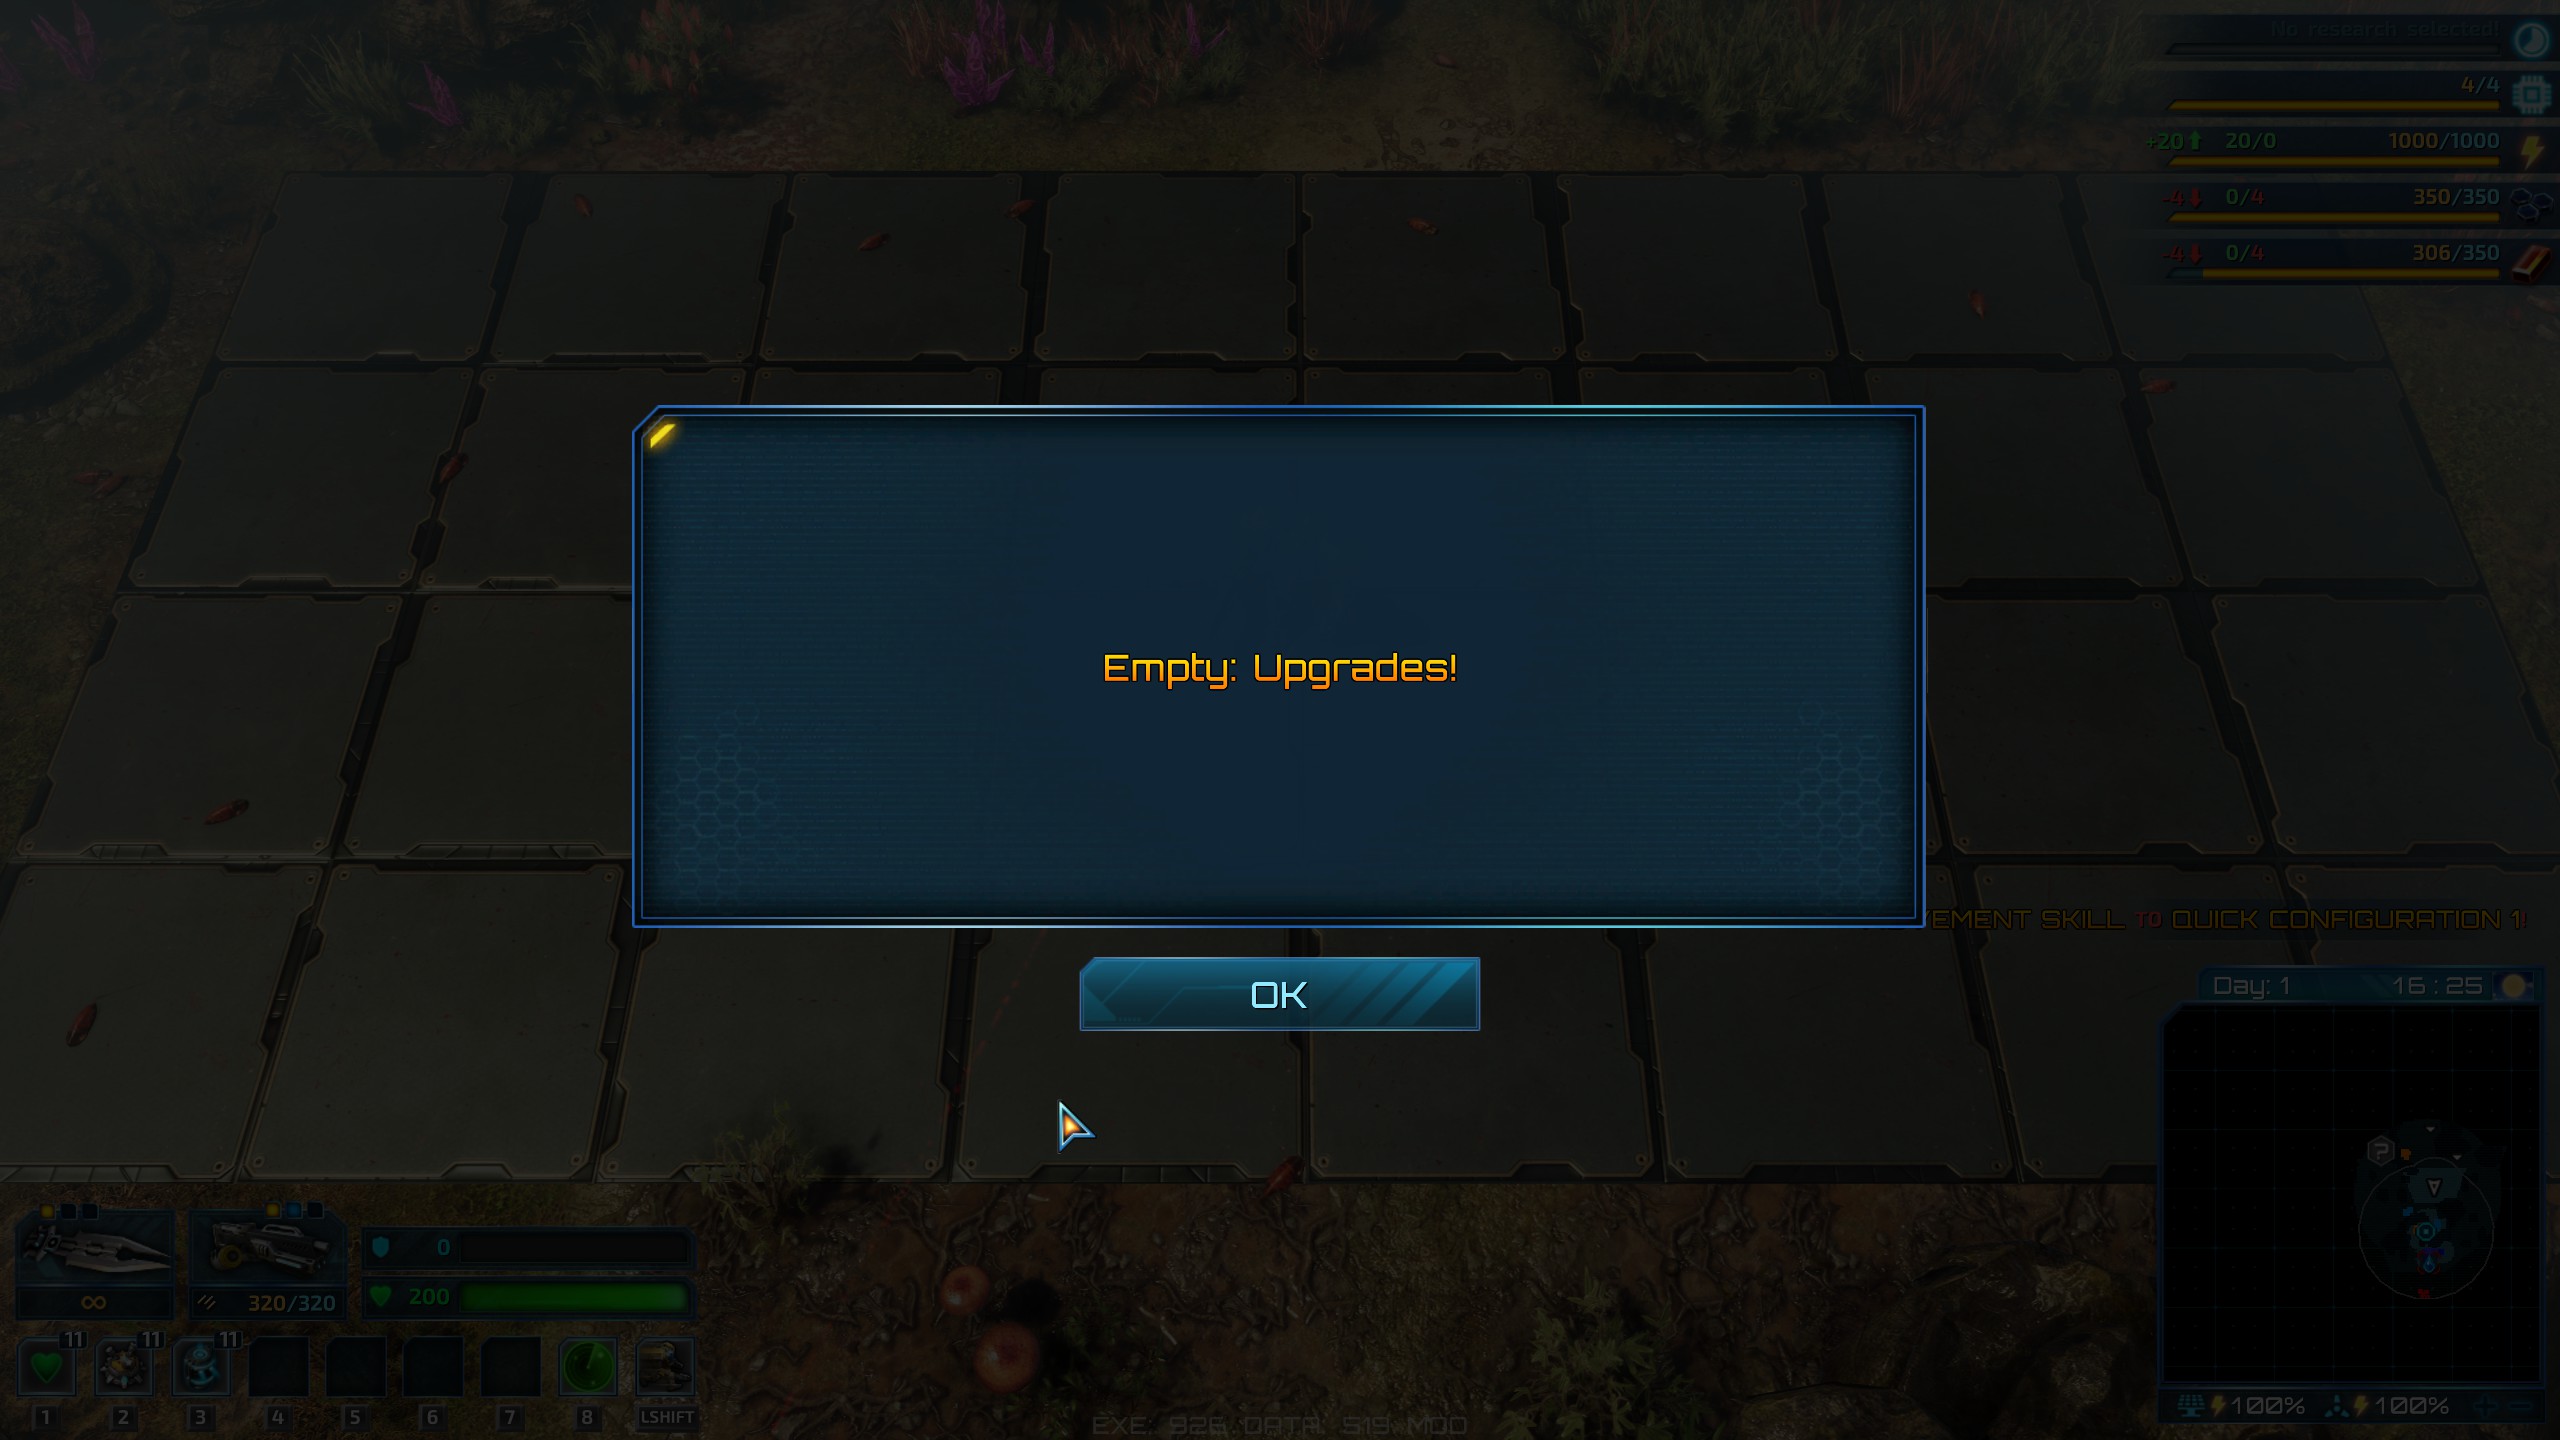 No research selected!
4/4
+20 20/0 1000/1000
-4 0/4 350/350
-4 0/4 306/350
Empty: Upgrades!
OK
EMENT SKILL TO QUICK CONFIGURATION 1!
Day: 1 16:25
?
∞ 320/320
0
200
11 11 11
1 2 3 4 5 6 7 8 LSHIFT
100% 100%
EXE: 926 DATA: 519 MOD